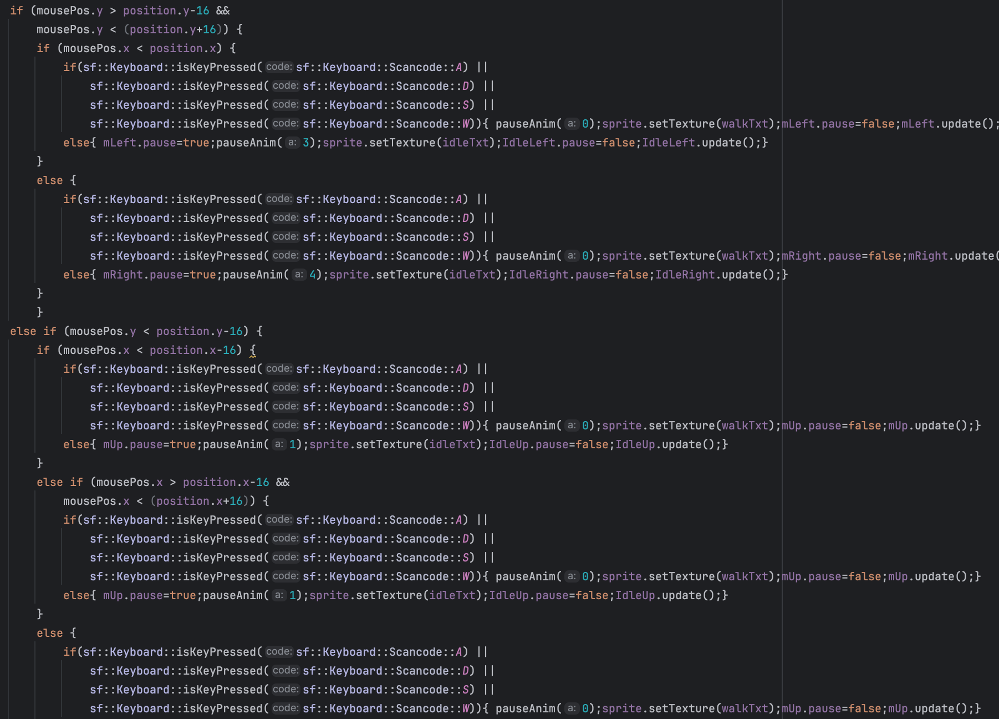 if (mousePos.y > position.y-16 &&
mousePos.y < (position.y+16)) {
if (mousePos.x < position.x) {
if(sf::Keyboard::isKeyPressed( code: sf::Keyboard::Scancode::A) ||
sf::Keyboard::isKeyPressed( code: sf::Keyboard::Scancode::D) ||
sf::Keyboard::isKeyPressed( code: sf::Keyboard::Scancode::S) ||
sf::Keyboard::isKeyPressed( code: sf::Keyboard::Scancode::W)){ pauseAnim( a: 0);sprite.setTexture(walkTxt);mLeft.pause=false;mLeft.update();
else{ mLeft.pause=true;pauseAnim( a: 3);sprite.setTexture(idleTxt);IdleLeft.pause=false;IdleLeft.update();}
}
else {
if(sf::Keyboard::isKeyPressed( code: sf::Keyboard::Scancode::A) ||
sf::Keyboard::isKeyPressed( code: sf::Keyboard::Scancode::D) ||
sf::Keyboard::isKeyPressed( code: sf::Keyboard::Scancode::S) ||
sf::Keyboard::isKeyPressed( code: sf::Keyboard::Scancode::W)){ pauseAnim( a: 0);sprite.setTexture(walkTxt);mRight.pause=false;mRight.update(
else{ mRight.pause=true;pauseAnim( a: 4);sprite.setTexture(idleTxt);IdleRight.pause=false;IdleRight.update();}
}
}
else if (mousePos.y < position.y-16) {
if (mousePos.x < position.x-16) {
if(sf::Keyboard::isKeyPressed( code: sf::Keyboard::Scancode::A) ||
sf::Keyboard::isKeyPressed( code: sf::Keyboard::Scancode::D) ||
sf::Keyboard::isKeyPressed( code: sf::Keyboard::Scancode::S) ||
sf::Keyboard::isKeyPressed( code: sf::Keyboard::Scancode::W)){ pauseAnim( a: 0);sprite.setTexture(walkTxt);mUp.pause=false;mUp.update();}
else{ mUp.pause=true;pauseAnim( a: 1);sprite.setTexture(idleTxt);IdleUp.pause=false;IdleUp.update();}
}
else if (mousePos.x > position.x-16 &&
mousePos.x < (position.x+16)) {
if(sf::Keyboard::isKeyPressed( code: sf::Keyboard::Scancode::A) ||
sf::Keyboard::isKeyPressed( code: sf::Keyboard::Scancode::D) ||
sf::Keyboard::isKeyPressed( code: sf::Keyboard::Scancode::S) ||
sf::Keyboard::isKeyPressed( code: sf::Keyboard::Scancode::W)){ pauseAnim( a: 0);sprite.setTexture(walkTxt);mUp.pause=false;mUp.update();}
else{ mUp.pause=true;pauseAnim( a: 1);sprite.setTexture(idleTxt);IdleUp.pause=false;IdleUp.update();}
}
else {
if(sf::Keyboard::isKeyPressed( code: sf::Keyboard::Scancode::A) ||
sf::Keyboard::isKeyPressed( code: sf::Keyboard::Scancode::D) ||
sf::Keyboard::isKeyPressed( code: sf::Keyboard::Scancode::S) ||
sf::Keyboard::isKeyPressed( code: sf::Keyboard::Scancode::W)){ pauseAnim( a: 0);sprite.setTexture(walkTxt);mUp.pause=false;mUp.update();}